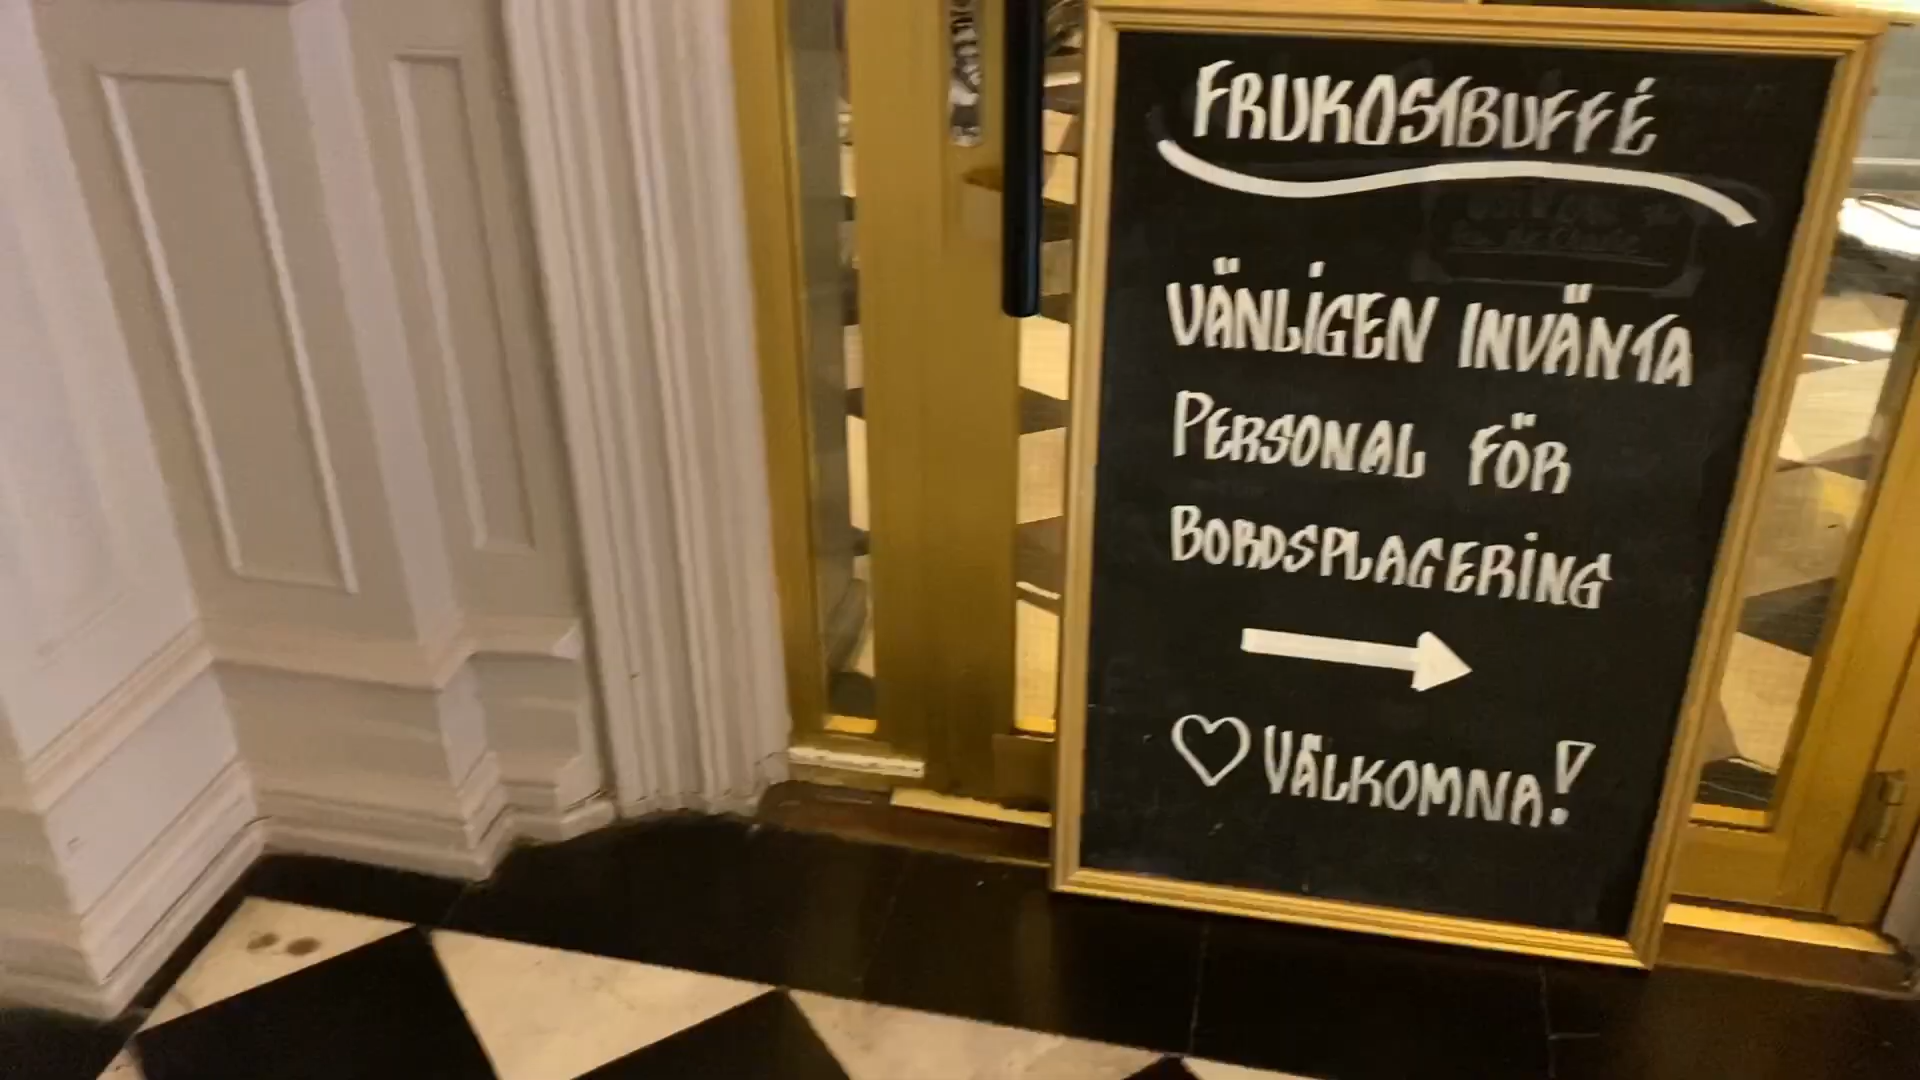 FRUKOSTBUFFÉ
VÄNLIGEN INVÄNTA
PERSONAL FÖR
BORDSPLACERING
VÄLKOMNA!